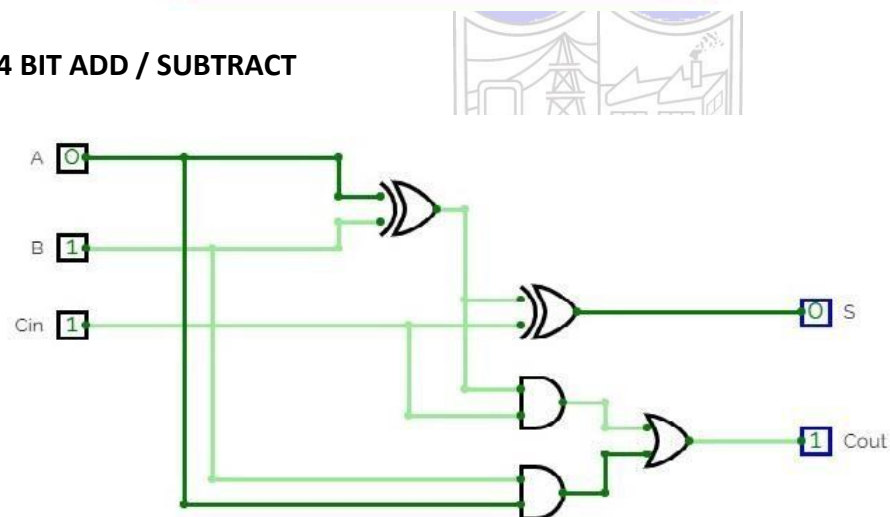 4 BIT ADD / SUBTRACT
A 0
B 1
Cin 1
0 S
1 Cout